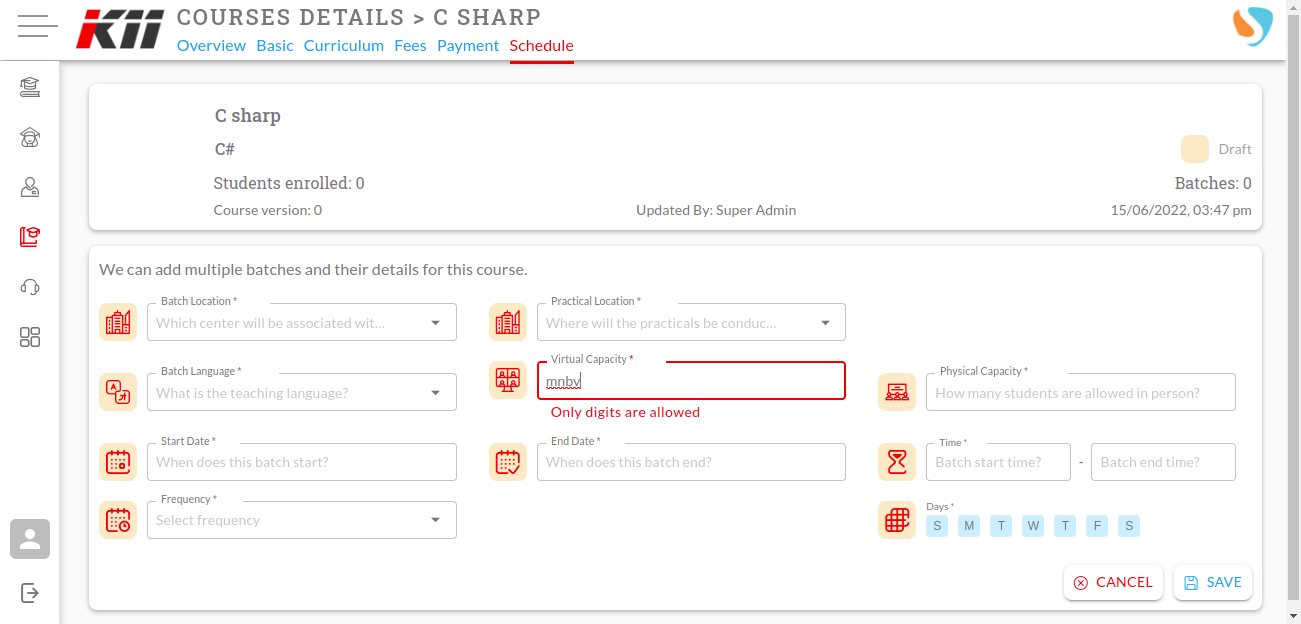 KII
COURSES DETAILS > C SHARP
Overview Basic Curriculum Fees Payment Schedule
C sharp
C#
Draft
Students enrolled: 0
Batches: 0
Course version: 0
Updated By: Super Admin
15/06/2022, 03:47 pm
We can add multiple batches and their details for this course.
Batch Location *
Which center will be associated wit...
Practical Location *
Where will the practicals be conduc...
Batch Language *
What is the teaching language?
Virtual Capacity *
mnbv
Only digits are allowed
Physical Capacity *
How many students are allowed in person?
Start Date *
When does this batch start?
End Date *
When does this batch end?
Time *
Batch start time? - Batch end time?
Frequency *
Select frequency
Days *
S M T W T F S
CANCEL SAVE